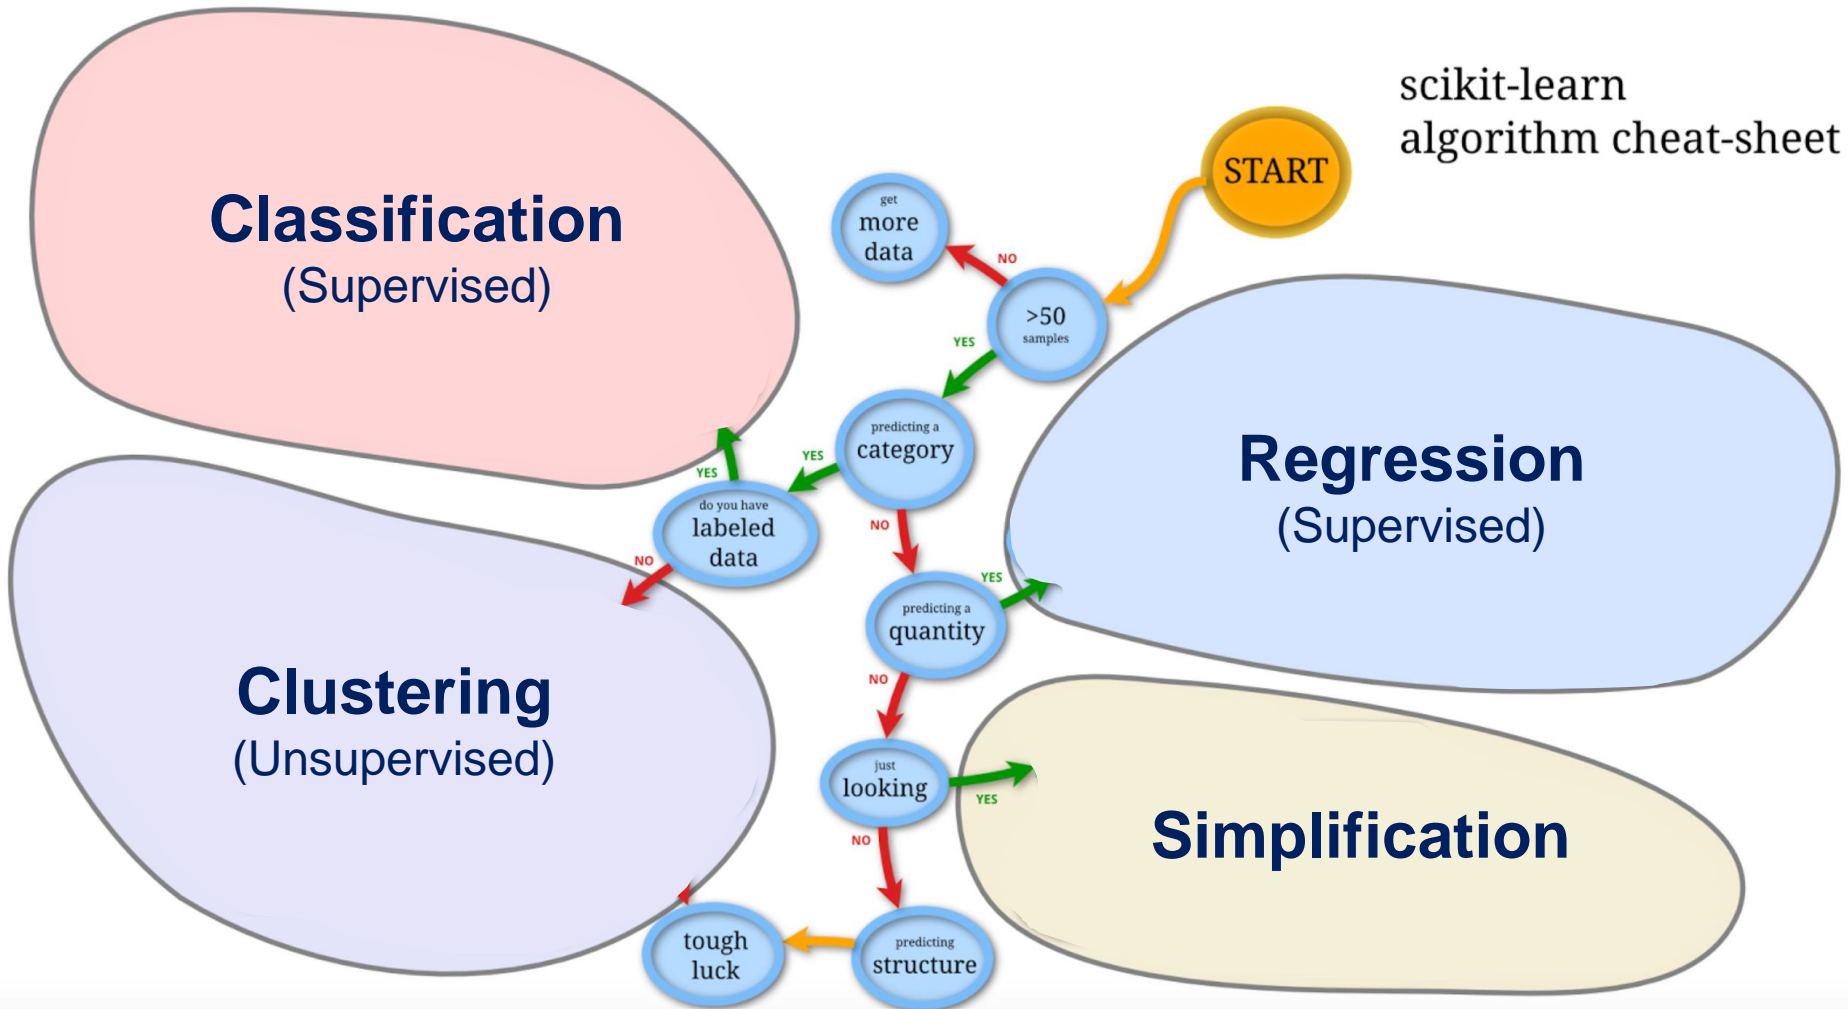 scikit-learn
algorithm cheat-sheet
START
get
more
data
NO
>50
samples
YES
Classification
(Supervised)
predicting a
category
YES
YES
do you have
labeled
data
NO
NO
Regression
(Supervised)
predicting a
quantity
YES
NO
Clustering
(Unsupervised)
just
looking
YES
NO
Simplification
predicting
structure
tough
luck